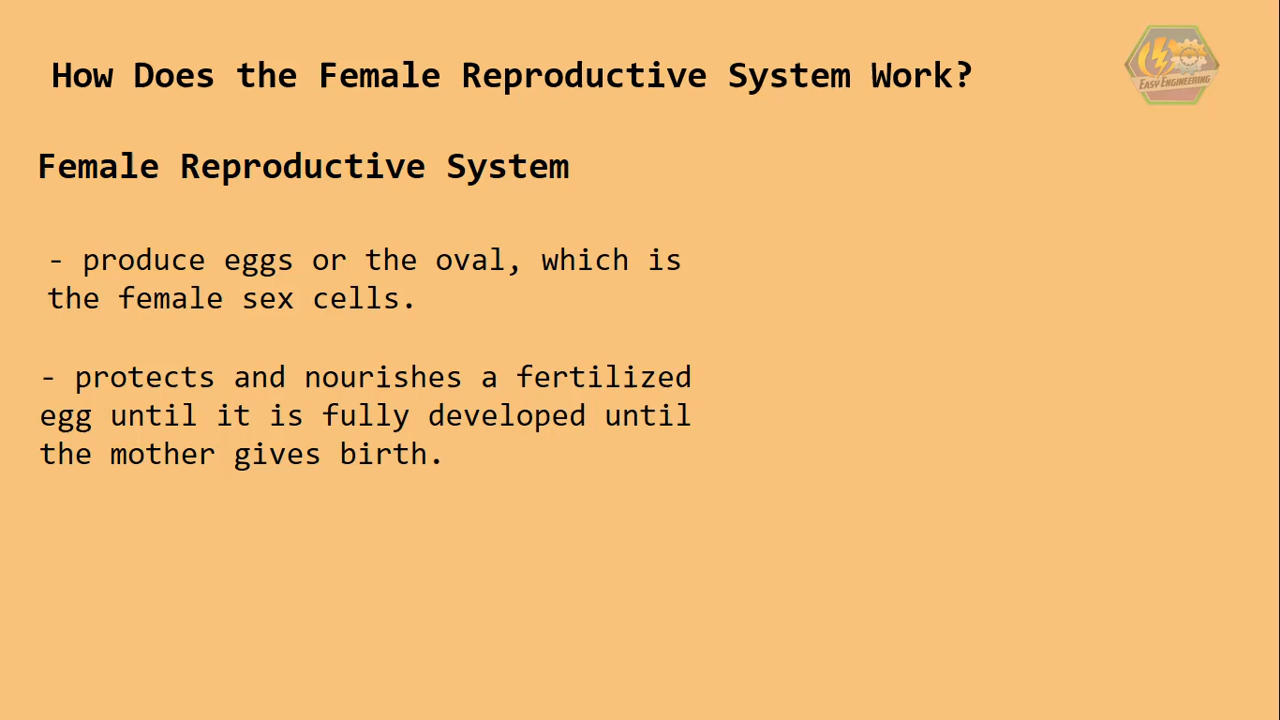 How Does the Female Reproductive System Work?
EASY ENGINEERING
Female Reproductive System
- produce eggs or the oval, which is
the female sex cells.
- protects and nourishes a fertilized
egg until it is fully developed until
the mother gives birth.